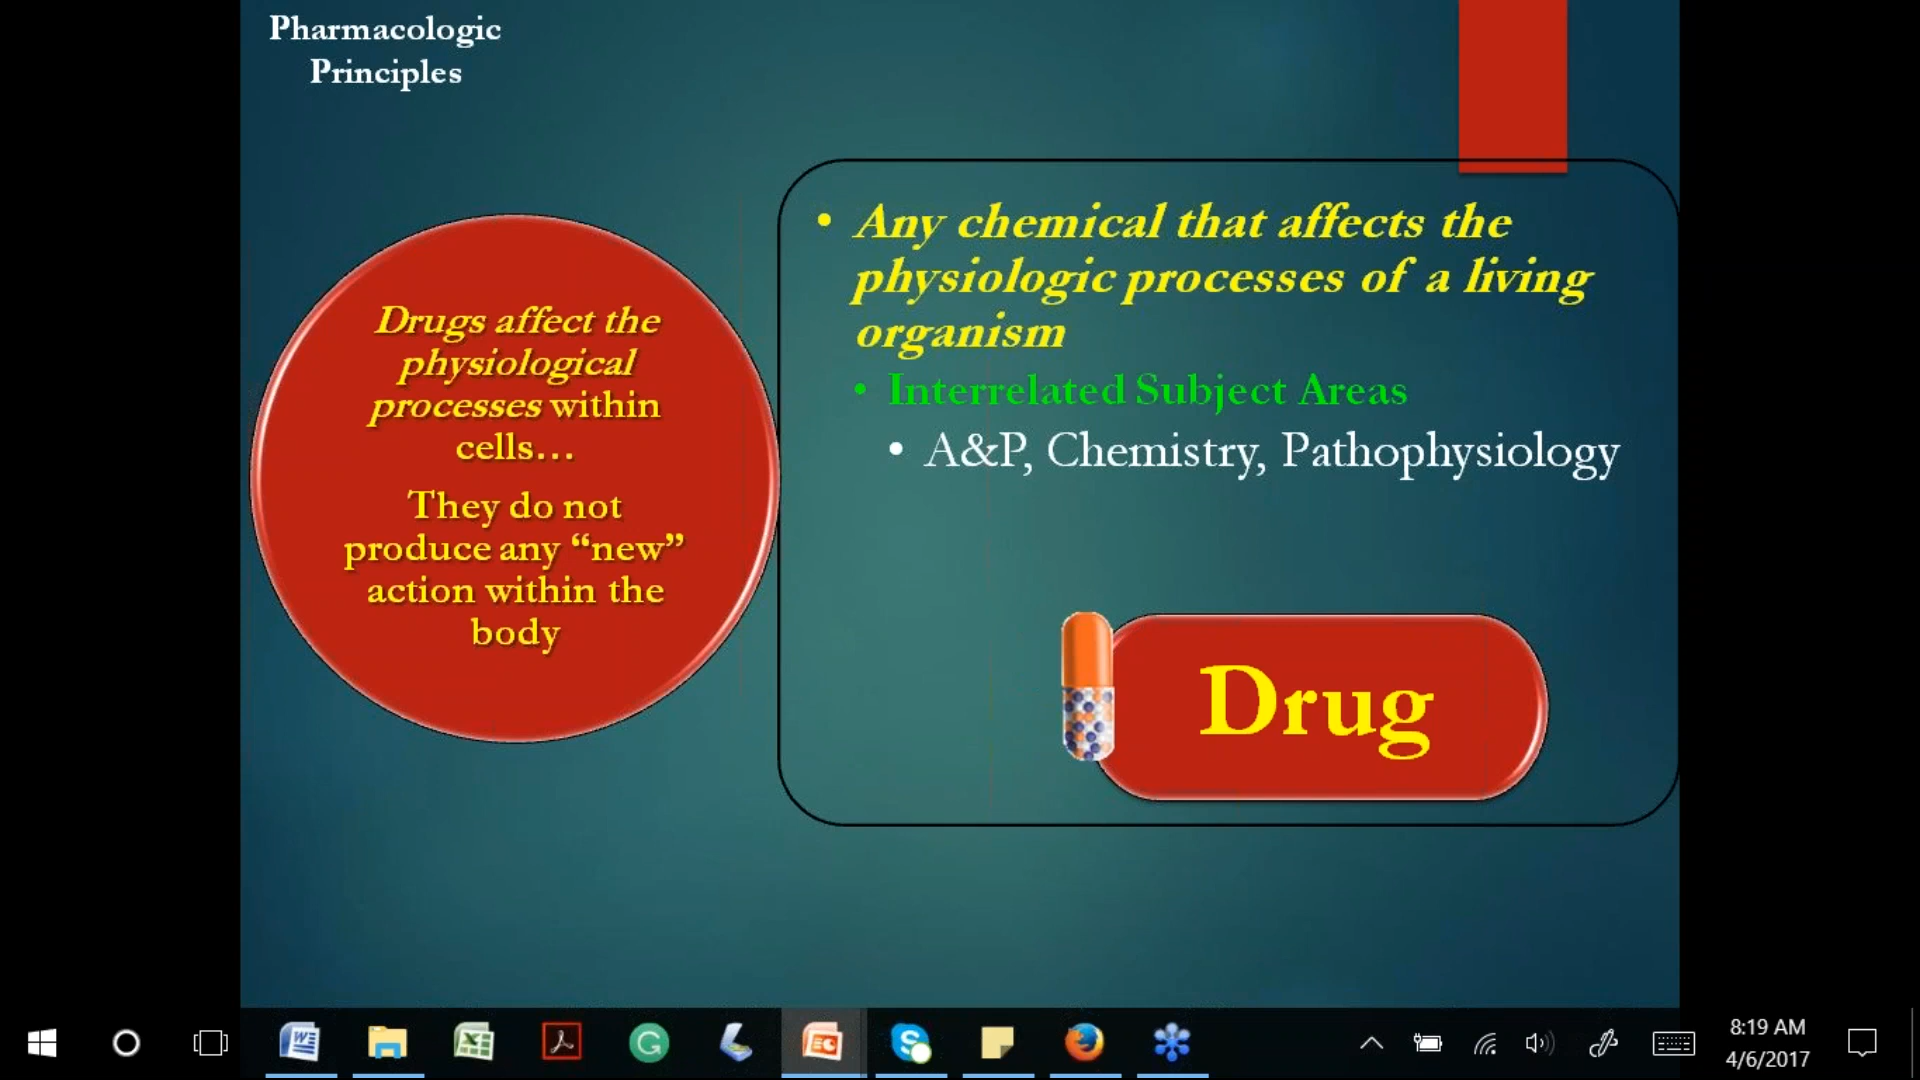 Pharmacologic
Principles
Drugs affect the
physiological
processes within
cells…
They do not
produce any “new”
action within the
body
• Any chemical that affects the
physiologic processes of a living
organism
• Interrelated Subject Areas
• A&P, Chemistry, Pathophysiology
Drug
8:19 AM
4/6/2017